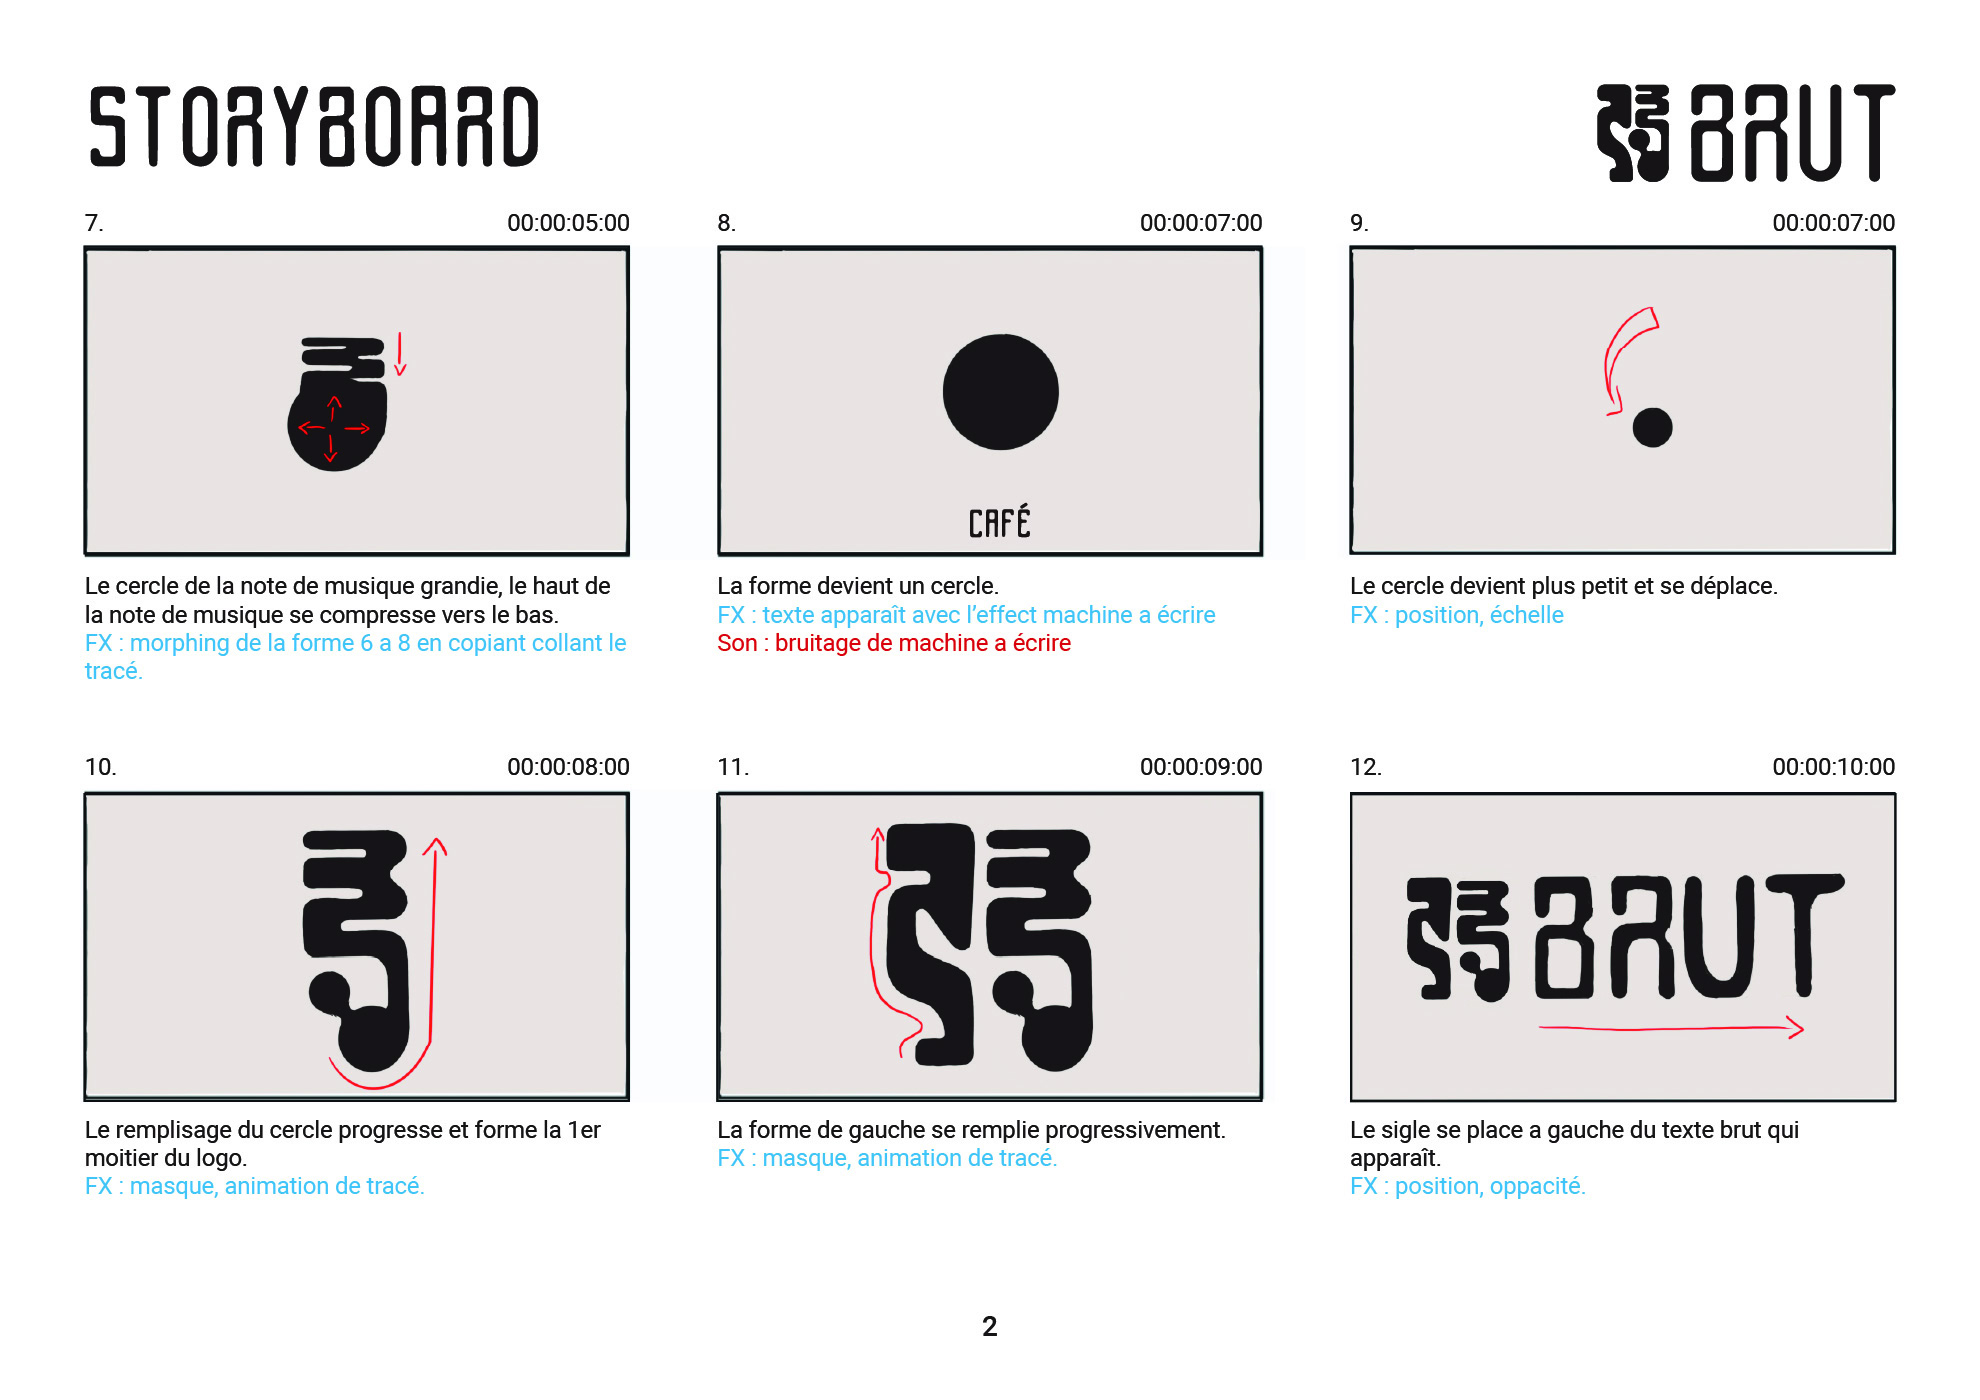 STORYBOARD
BRUT
7.
00:00:05:00
Le cercle de la note de musique grandie, le haut de
la note de musique se compresse vers le bas.
FX : morphing de la forme 6 a 8 en copiant collant le
tracé.
8.
00:00:07:00
CAFÉ
La forme devient un cercle.
FX : texte apparaît avec l’effect machine a écrire
Son : bruitage de machine a écrire
9.
00:00:07:00
Le cercle devient plus petit et se déplace.
FX : position, échelle
10.
00:00:08:00
Le remplisage du cercle progresse et forme la 1er
moitier du logo.
FX : masque, animation de tracé.
11.
00:00:09:00
La forme de gauche se remplie progressivement.
FX : masque, animation de tracé.
12.
00:00:10:00
BRUT
Le sigle se place a gauche du texte brut qui
apparaît.
FX : position, oppacité.
2